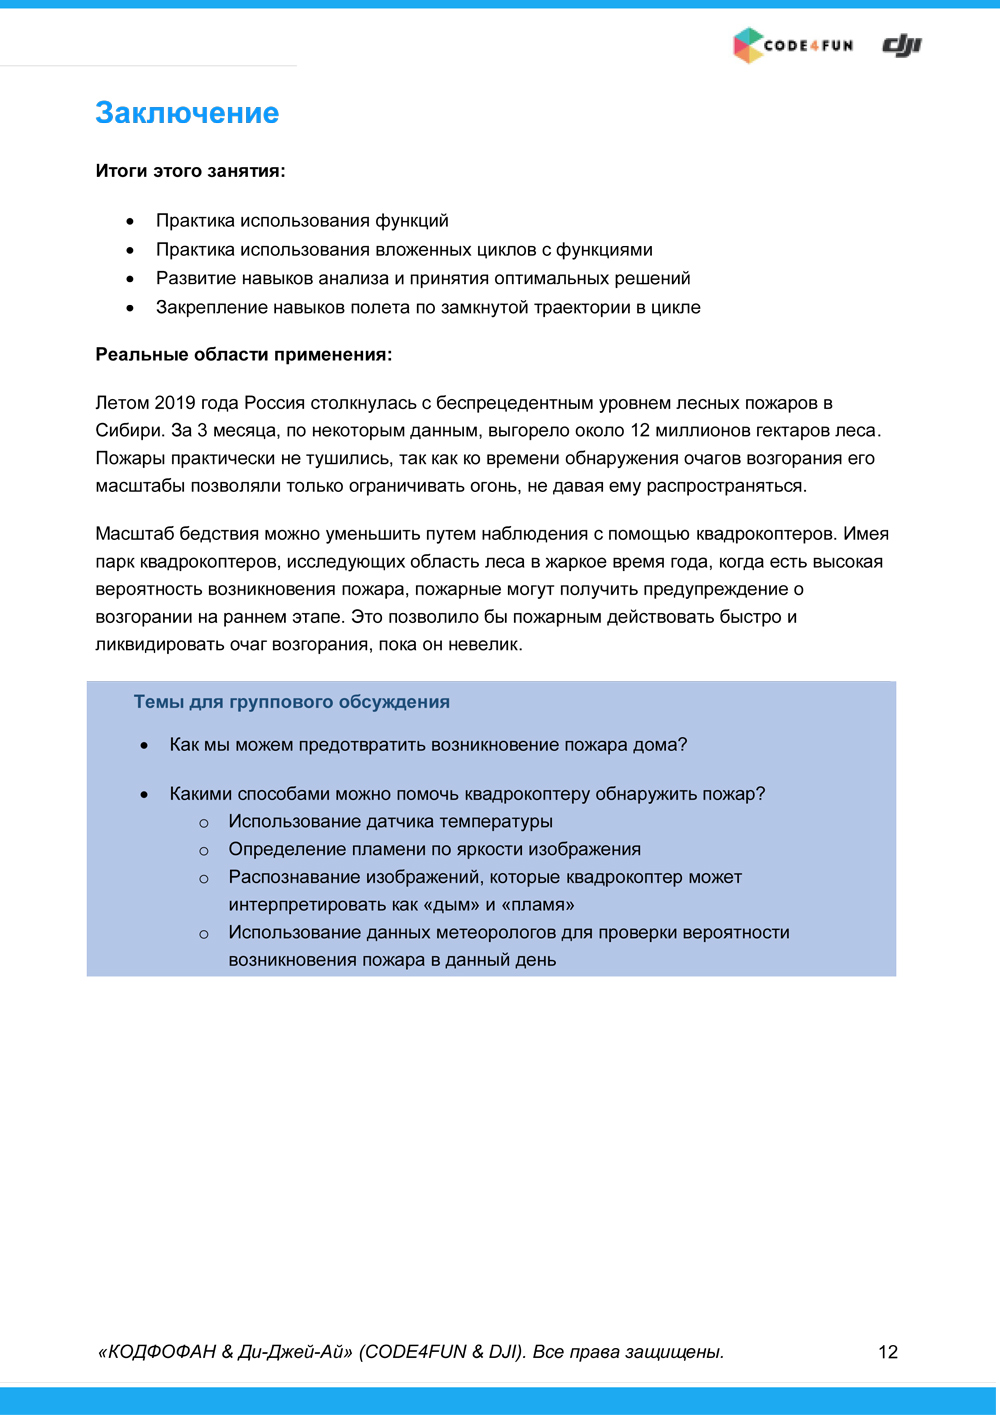 CODE4FUN dji
Заключение
Итоги этого занятия:
• Практика использования функций
• Практика использования вложенных циклов с функциями
• Развитие навыков анализа и принятия оптимальных решений
• Закрепление навыков полета по замкнутой траектории в цикле
Реальные области применения:
Летом 2019 года Россия столкнулась с беспрецедентным уровнем лесных пожаров в
Сибири. За 3 месяца, по некоторым данным, выгорело около 12 миллионов гектаров леса.
Пожары практически не тушились, так как ко времени обнаружения очагов возгорания его
масштабы позволяли только ограничивать огонь, не давая ему распространяться.
Масштаб бедствия можно уменьшить путем наблюдения с помощью квадрокоптеров. Имея
парк квадрокоптеров, исследующих область леса в жаркое время года, когда есть высокая
вероятность возникновения пожара, пожарные могут получить предупреждение о
возгорании на раннем этапе. Это позволило бы пожарным действовать быстро и
ликвидировать очаг возгорания, пока он невелик.
Темы для группового обсуждения
• Как мы можем предотвратить возникновение пожара дома?
• Какими способами можно помочь квадрокоптеру обнаружить пожар?
o Использование датчика температуры
o Определение пламени по яркости изображения
o Распознавание изображений, которые квадрокоптер может
интерпретировать как «дым» и «пламя»
o Использование данных метеорологов для проверки вероятности
возникновения пожара в данный день
«КОДФОФАН & Ди-Джей-Ай» (CODE4FUN & DJI). Все права защищены. 12